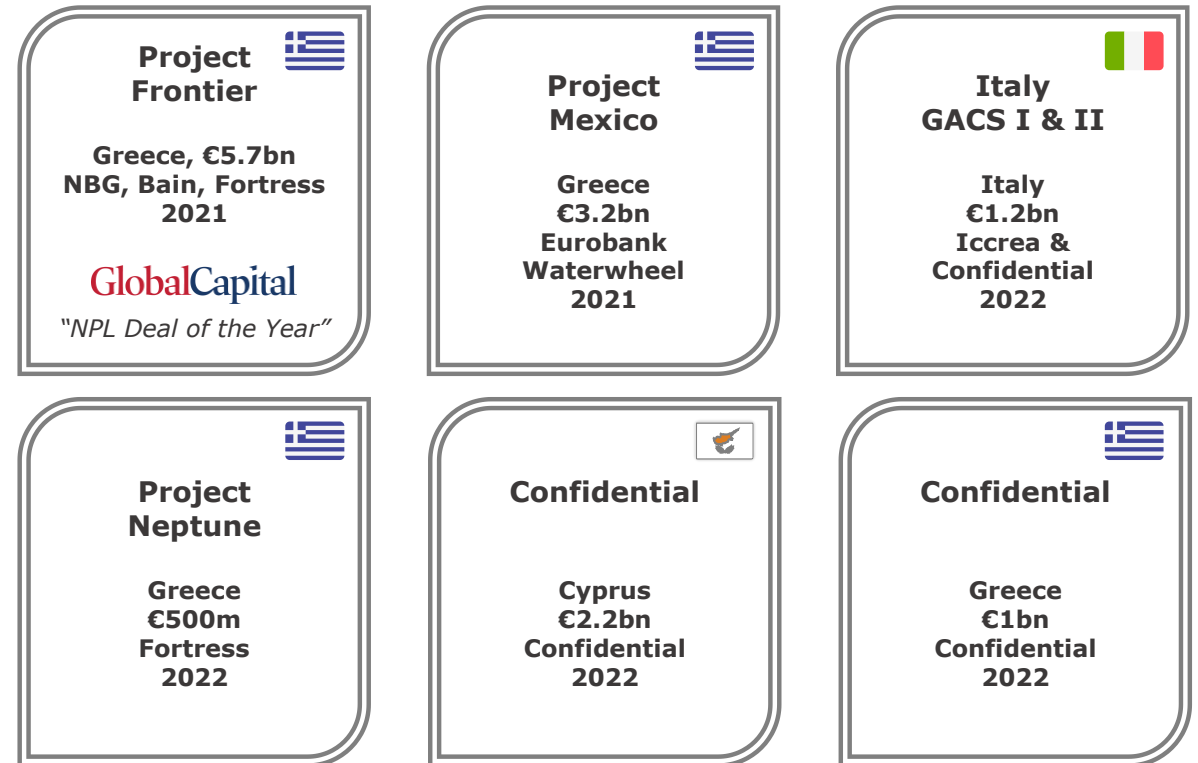 Project
Frontier
Greece, €5.7bn
NBG, Bain, Fortress
2021
GlobalCapital
“NPL Deal of the Year”
Project
Mexico
Greece
€3.2bn
Eurobank
Waterwheel
2021
Italy
GACS I & II
Italy
€1.2bn
Iccrea &
Confidential
2022
Project
Neptune
Greece
€500m
Fortress
2022
Confidential
Cyprus
€2.2bn
Confidential
2022
Confidential
Greece
€1bn
Confidential
2022